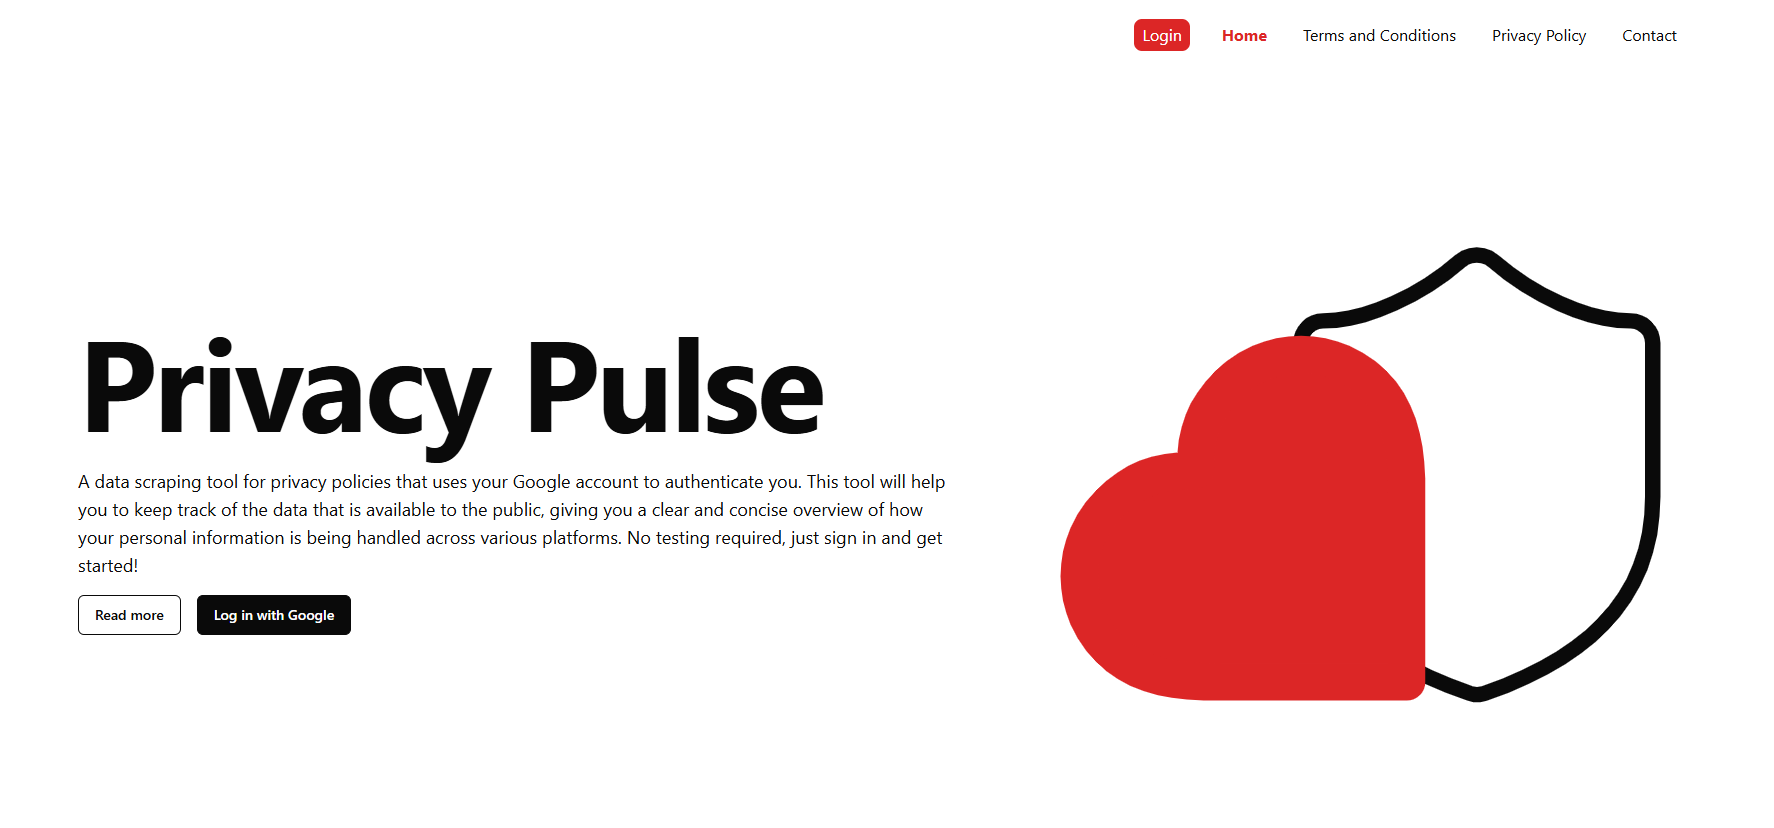 Login Home Terms and Conditions Privacy Policy Contact
Privacy Pulse
A data scraping tool for privacy policies that uses your Google account to authenticate you. This tool will help
you to keep track of the data that is available to the public, giving you a clear and concise overview of how
your personal information is being handled across various platforms. No testing required, just sign in and get
started!
Read more Log in with Google